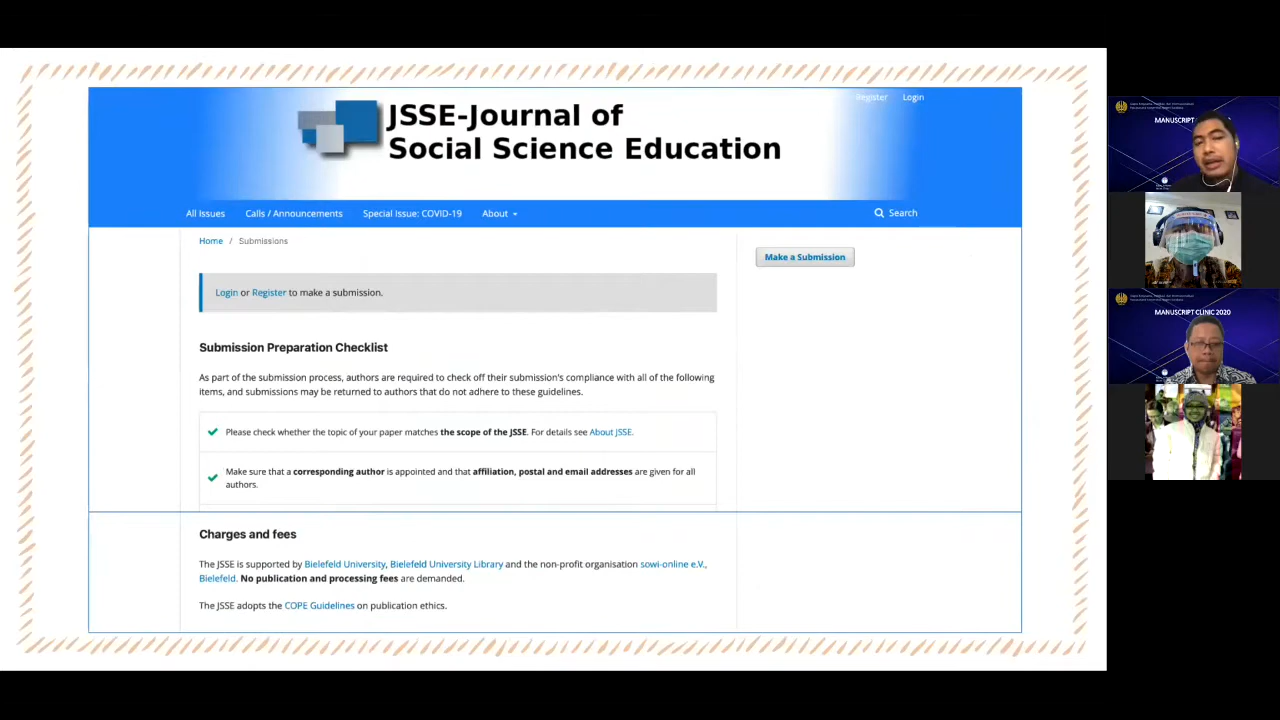 Register Login
JSSE-Journal of
Social Science Education
All Issues Calls / Announcements Special Issue: COVID-19 About Search
Home / Submissions
Make a Submission
Login or Register to make a submission.
Submission Preparation Checklist
As part of the submission process, authors are required to check off their submission's compliance with all of the following
items, and submissions may be returned to authors that do not adhere to these guidelines.
Please check whether the topic of your paper matches the scope of the JSSE. For details see About JSSE.
Make sure that a corresponding author is appointed and that affiliation, postal and email addresses are given for all
authors.
Charges and fees
The JSSE is supported by Bielefeld University, Bielefeld University Library and the non-profit organisation sowi-online e.V.,
Bielefeld. No publication and processing fees are demanded.
The JSSE adopts the COPE Guidelines on publication ethics.
MANUSCRIPT
MANUSCRIPT CLINIC 2020